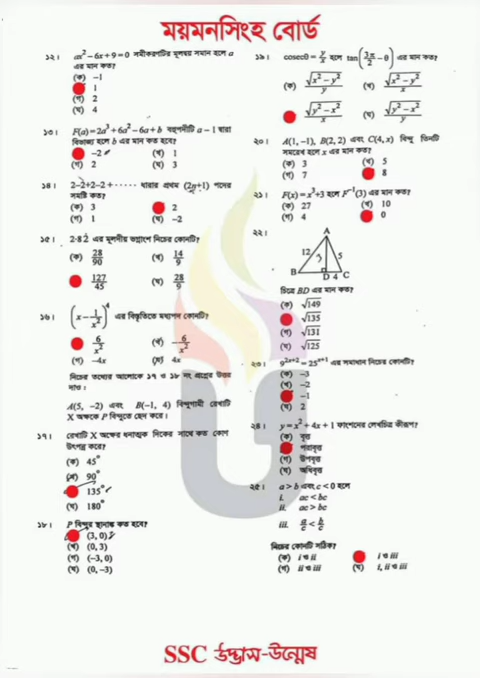 ময়মনসিংহ বোর্ড
১২। ax² − 6x + 9 = 0 সমীকরণটির মূলদ্বয় সমান হলে a
এর মান কত?
(ক) −1
1
(গ) 2
(ঘ) 4
১৩। F(a) = 2a³ + 6a² − 6a + b বহুপদীটি a − 1 দ্বারা
বিভাজ্য হলে b এর মান কত হবে?
−2 (খ) 1
(গ) 2 (ঘ) 3
১৪। 2−2+2−2+ · · · · · · ধারার প্রথম (2n+1) পদের
সমষ্টি কত?
(ক) 3 2
(গ) 1 (ঘ) −2
১৫। 2·82 এর মূলদীয় ভগ্নাংশ নিচের কোনটি?
(ক) 28/90 (খ) 14/9
127/45 (ঘ) 28/9
১৬। (x − 1/x²)⁴ এর বিস্তৃতিতে মধ্যপদ কোনটি?
6/x² (খ) −6/x²
(গ) −4x (ঘ) 4x
নিচের তথ্যের আলোকে ১৭ ও ১৮ নং প্রশ্নের উত্তর
দাও:
A(5, −2) এবং B(−1, 4) বিন্দুগামী রেখাটি
X অক্ষকে P বিন্দুতে ছেদ করে।
১৭। রেখাটি X অক্ষের ধনাত্মক দিকের সাথে কত কোণ
উৎপন্ন করে?
(ক) 45°
(খ) 90°
135°
(ঘ) 180°
১৮। P বিন্দুর স্থানাঙ্ক কত হবে?
(3, 0)
(খ) (0, 3)
(গ) (−3, 0)
(ঘ) (0, −3)
১৯। cosecθ = y/x হলে tan(3π/2 − θ) এর মান কত?
(ক) √(x² − y²)/y (খ) √(x² − y²)/x
√(y² − x²)/x (ঘ) √(y² − x²)/y
২০। A(1, −1), B(2, 2) এবং C(4, x) বিন্দু তিনটি
সমরেখ হলে x এর মান কত?
(ক) 3 (খ) 5
(গ) 7 8
২১। F(x) = x³+3 হলে F⁻¹(3) এর মান কত?
(ক) 27 (খ) 10
(গ) 4 0
২২।
A
12 5
B D 4 C
চিত্রে BD এর মান কত?
(ক) √149
√135
(গ) √131
(ঘ) √125
২৩। 9²ˣ⁺² = 25ˣ⁺¹ এর সমাধান নিচের কোনটি?
(ক) −3
(খ) −2
−1
(ঘ) 2
২৪। y = x² + 4x + 1 ফাংশনের লেখচিত্র কীরূপ?
(ক) বৃত্ত
পরাবৃত্ত
(গ) উপবৃত্ত
(ঘ) অধিবৃত্ত
২৫। a > b এবং c < 0 হলে
i. ac < bc
ii. ac > bc
iii. a/c < b/c
নিচের কোনটি সঠিক?
(ক) i ও ii i ও iii
(গ) ii ও iii (ঘ) i, ii ও iii
SSC উদ্ভাস-উন্মেষ